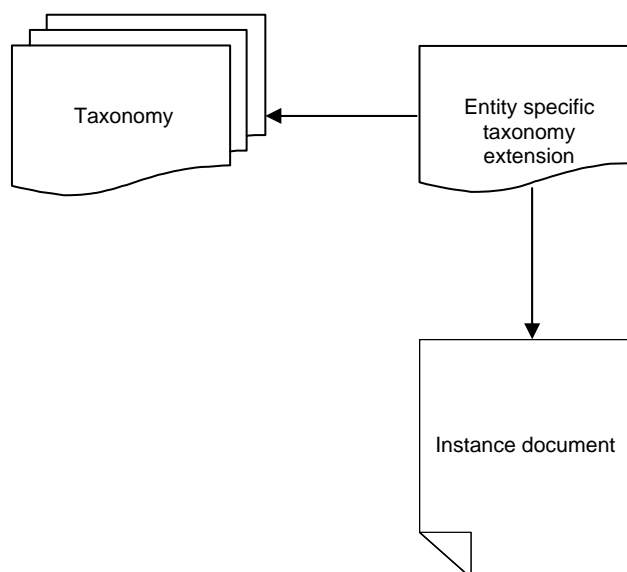 Taxonomy
Entity specific
taxonomy
extension
Instance document